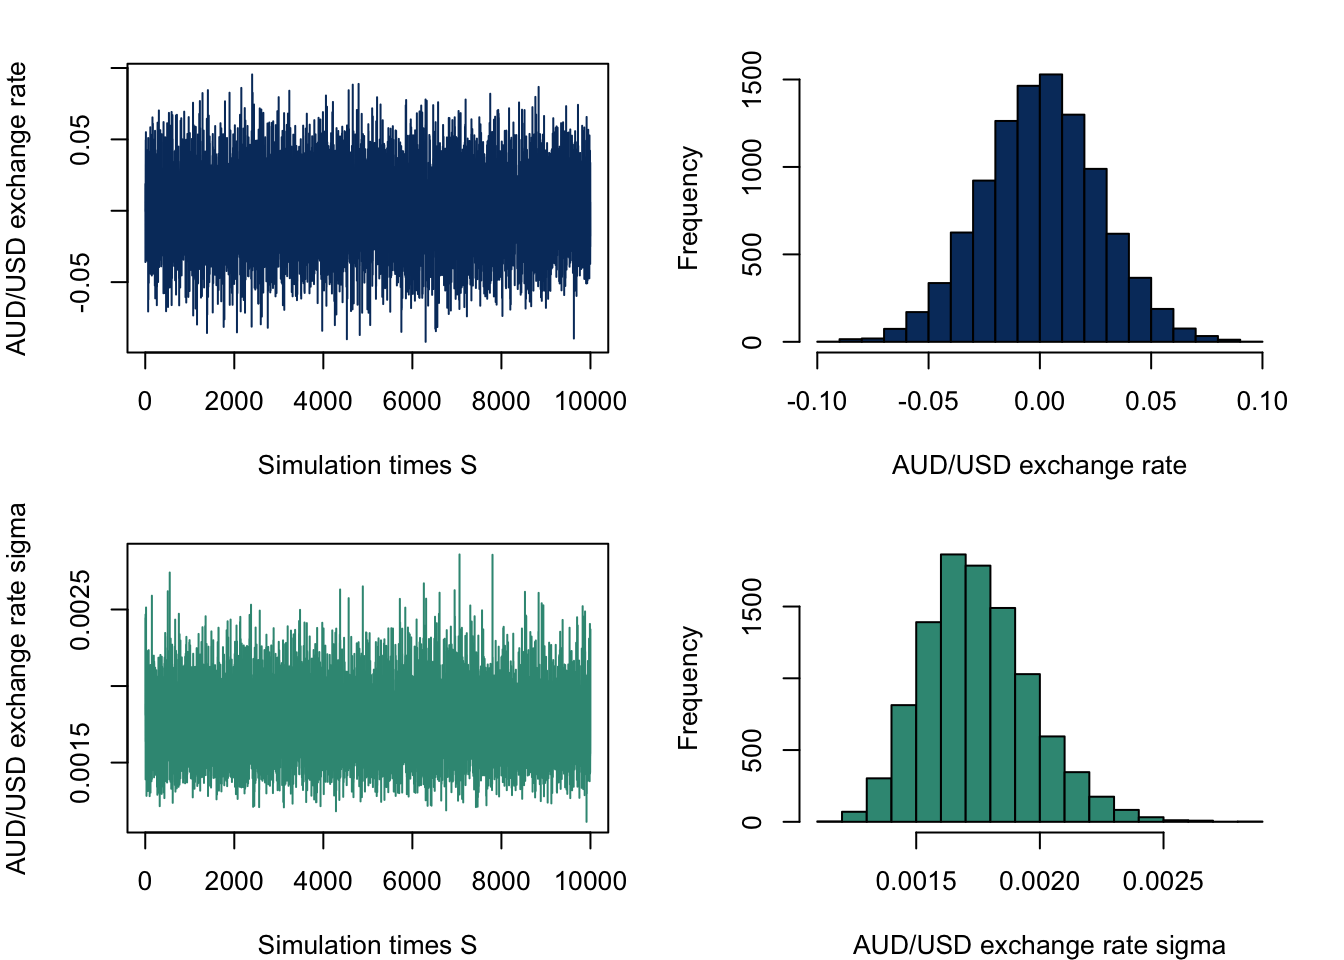 AUD/USD exchange rate
0.05
-0.05
0 2000 4000 6000 8000 10000
Simulation times S
Frequency
1500
1000
500
0
-0.10 -0.05 0.00 0.05 0.10
AUD/USD exchange rate
AUD/USD exchange rate sigma
0.0025
0.0015
0 2000 4000 6000 8000 10000
Simulation times S
Frequency
1500
500
0
0.0015 0.0020 0.0025
AUD/USD exchange rate sigma